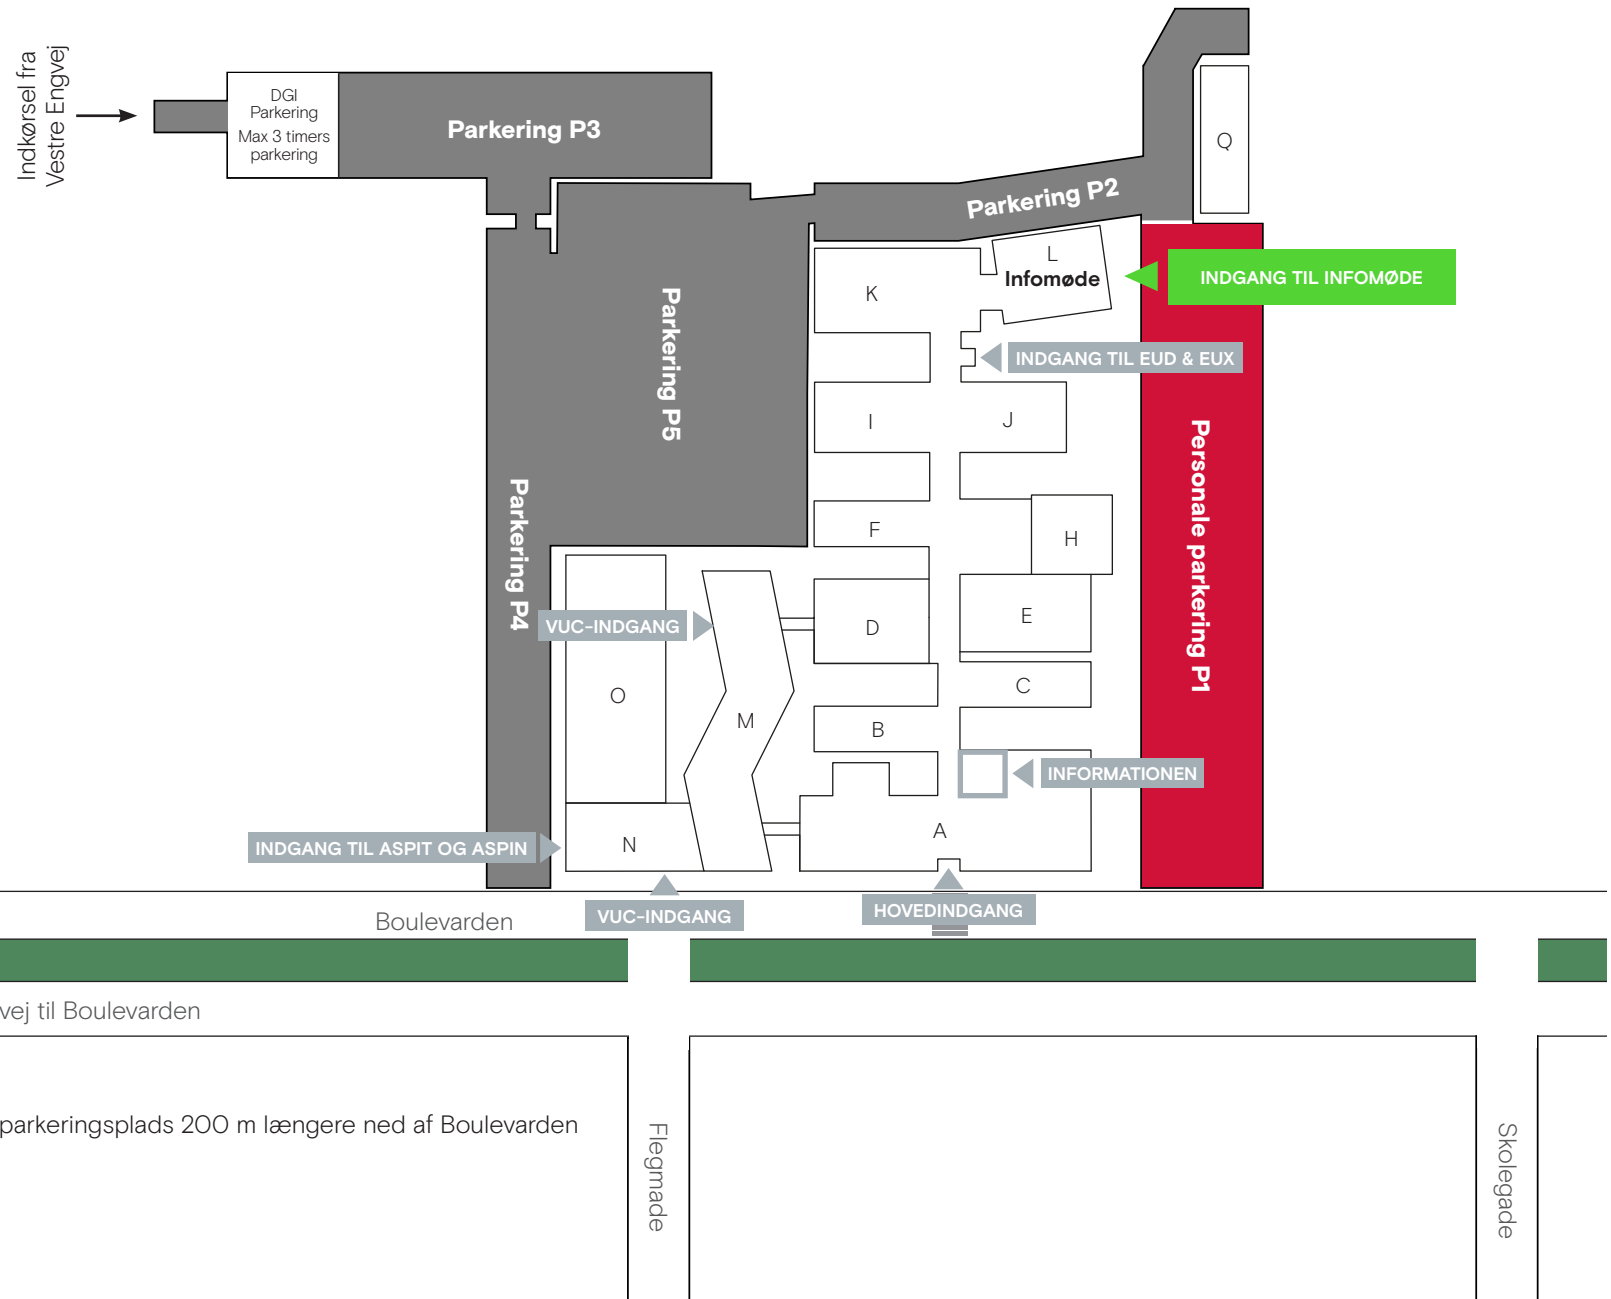 Indkørsel fra
Vestre Engvej
DGI
Parkering
Max 3 timers
parkering
Parkering P3
Parkering P2
Q
L
Infomøde
INDGANG TIL INFOMØDE
K
INDGANG TIL EUD & EUX
Parkering P5
I
J
Personale parkering P1
Parkering P4
F
H
VUC-INDGANG
D
E
O
C
M
B
INFORMATIONEN
A
N
INDGANG TIL ASPIT OG ASPIN
VUC-INDGANG
HOVEDINDGANG
Boulevarden
vej til Boulevarden
parkeringsplads 200 m længere ned af Boulevarden
Flegmade
Skolegade